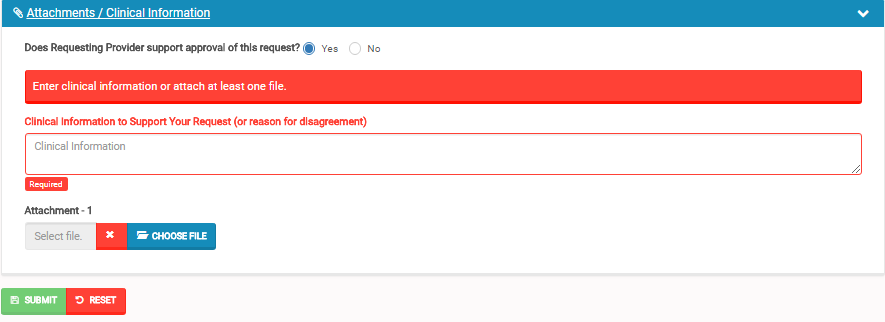 Attachments / Clinical Information
Does Requesting Provider support approval of this request? Yes No
Enter clinical information or attach at least one file.
Clinical Information to Support Your Request (or reason for disagreement)
Clinical Information
Required
Attachment - 1
Select file. CHOOSE FILE
SUBMIT RESET